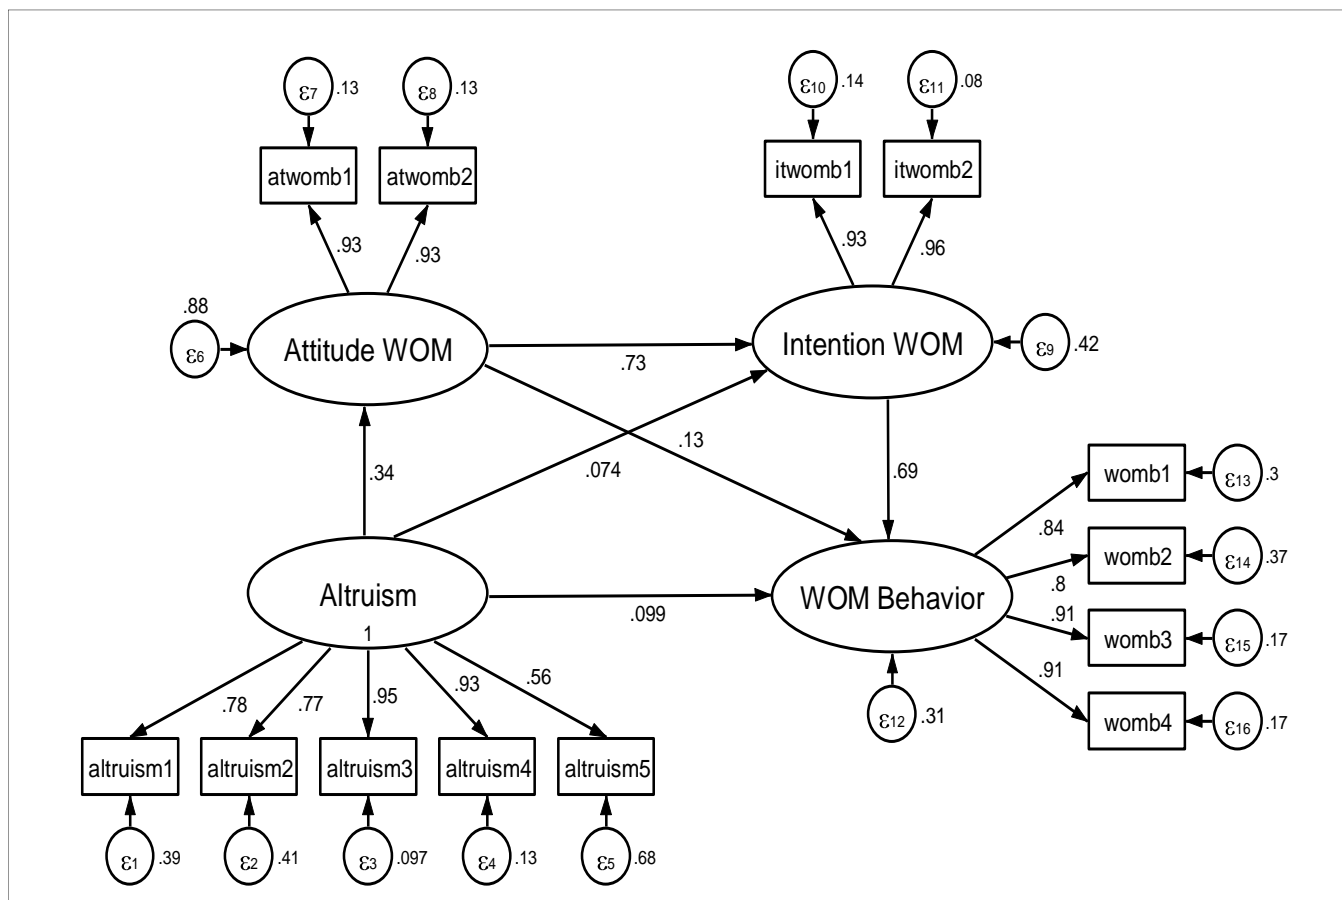 ε7 .13 ε8 .13 ε10 .14 ε11 .08
atwomb1 atwomb2 itwomb1 itwomb2
.93 .93 .93 .96
.88
ε6 Attitude WOM Intention WOM ε9 .42
.73
.34 .074 .13 .69
womb1 ε13 .3
.84
womb2 ε14 .37
.8
Altruism WOM Behavior
1 .099
.91
womb3 ε15 .17
.91
womb4 ε16 .17
ε12 .31
.78 .77 .95 .93 .56
altruism1 altruism2 altruism3 altruism4 altruism5
ε1 .39 ε2 .41 ε3 .097 ε4 .13 ε5 .68